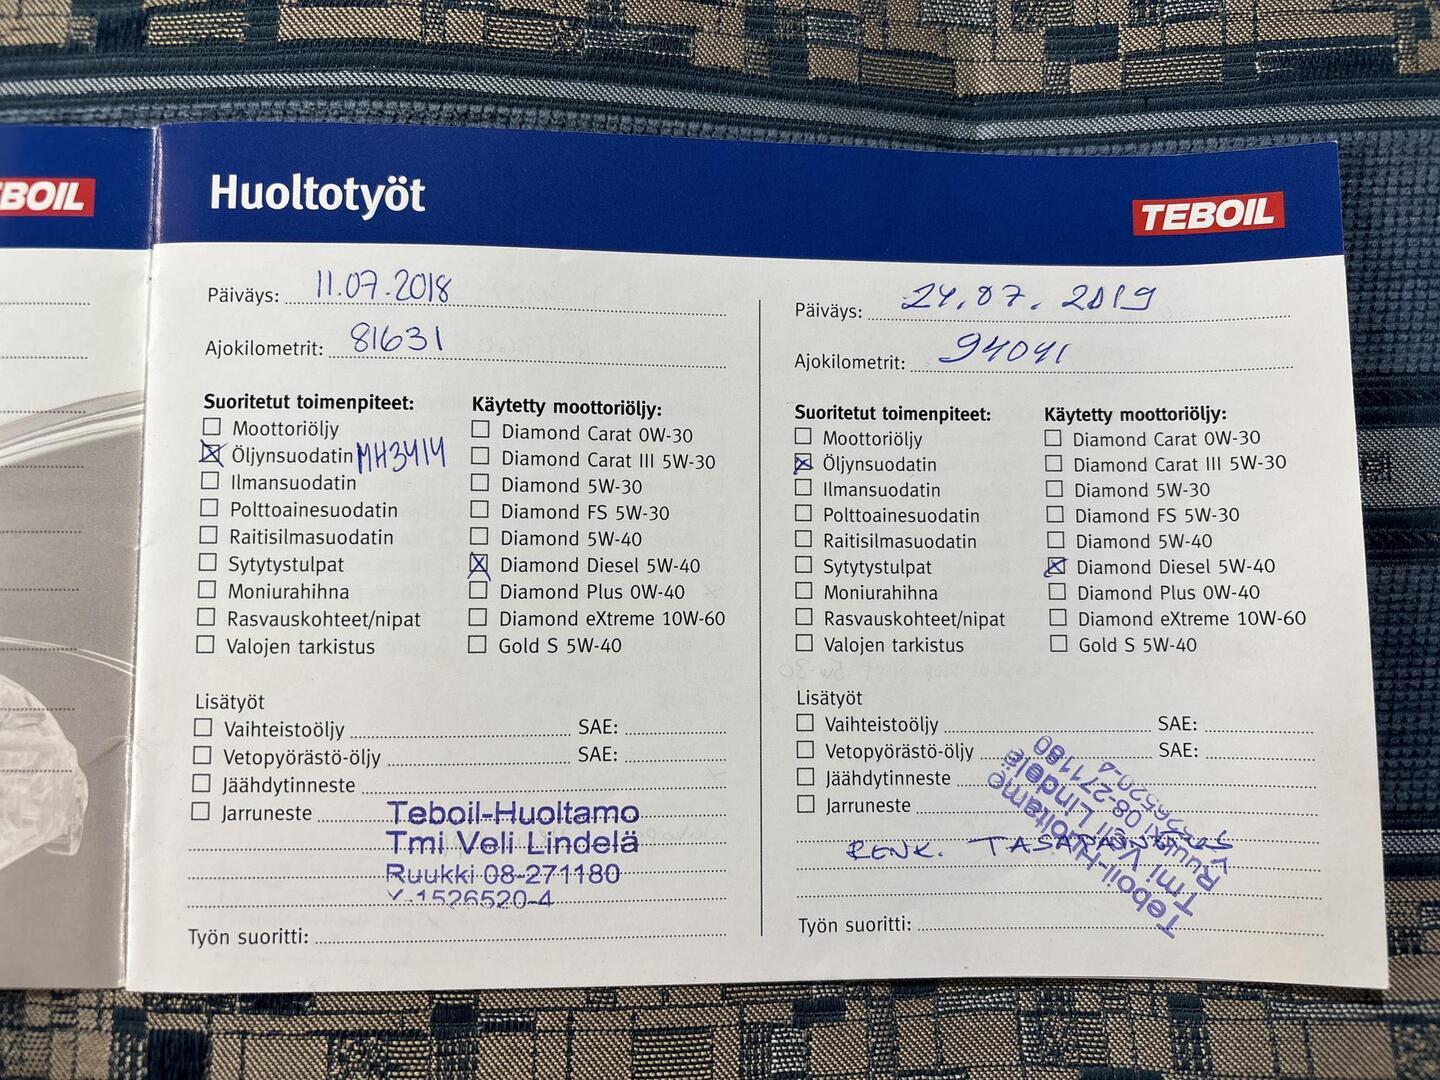 EBOIL
Huoltotyöt
TEBOIL
Päiväys: 11.07.2018
Ajokilometrit: 81631
Suoritetut toimenpiteet:
Moottoriöljy
Öljynsuodatin MH3414
Ilmansuodatin
Polttoainesuodatin
Raitisilmasuodatin
Sytytystulpat
Moniurahihna
Rasvauskohteet/nipat
Valojen tarkistus
Käytetty moottoriöljy:
Diamond Carat 0W-30
Diamond Carat III 5W-30
Diamond 5W-30
Diamond FS 5W-30
Diamond 5W-40
Diamond Diesel 5W-40
Diamond Plus 0W-40
Diamond eXtreme 10W-60
Gold S 5W-40
Lisätyöt
Vaihteistoöljy SAE:
Vetopyörästö-öljy SAE:
Jäähdytinneste
Jarruneste
Teboil-Huoltamo
Tmi Veli Lindelä
Ruukki 08-271180
Y-1526520-4
Työn suoritti:
Päiväys: 24.07.2019
Ajokilometrit: 94041
Suoritetut toimenpiteet:
Moottoriöljy
Öljynsuodatin
Ilmansuodatin
Polttoainesuodatin
Raitisilmasuodatin
Sytytystulpat
Moniurahihna
Rasvauskohteet/nipat
Valojen tarkistus
Käytetty moottoriöljy:
Diamond Carat 0W-30
Diamond Carat III 5W-30
Diamond 5W-30
Diamond FS 5W-30
Diamond 5W-40
Diamond Diesel 5W-40
Diamond Plus 0W-40
Diamond eXtreme 10W-60
Gold S 5W-40
Lisätyöt
Vaihteistoöljy SAE:
Vetopyörästö-öljy SAE:
Jäähdytinneste
Jarruneste
RENK. TASAPAINOTUS
Teboil-Huoltamo
Tmi Veli Lindelä
Ruukki 08-271180
1526520-4
Työn suoritti: